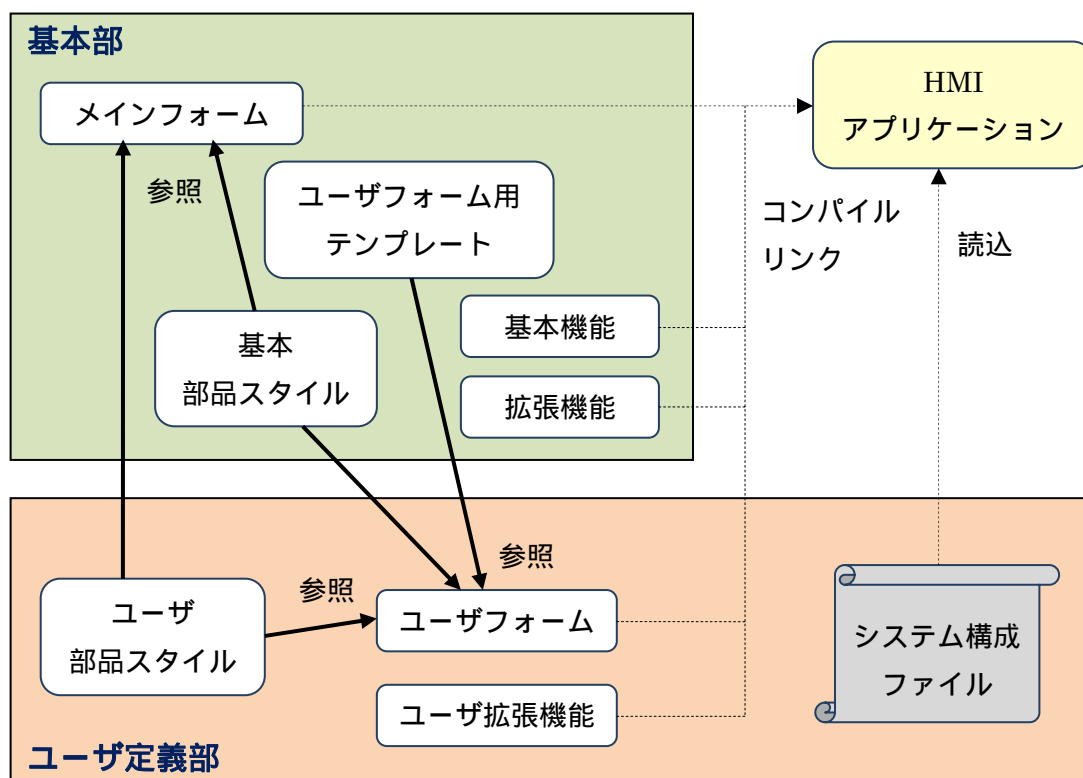 基本部
メインフォーム
HMI
アプリケーション
参照
ユーザフォーム用
テンプレート
コンパイル
リンク
読込
基本
部品スタイル
基本機能
拡張機能
参照
参照
ユーザ
部品スタイル
ユーザフォーム
ユーザ拡張機能
システム構成
ファイル
ユーザ定義部